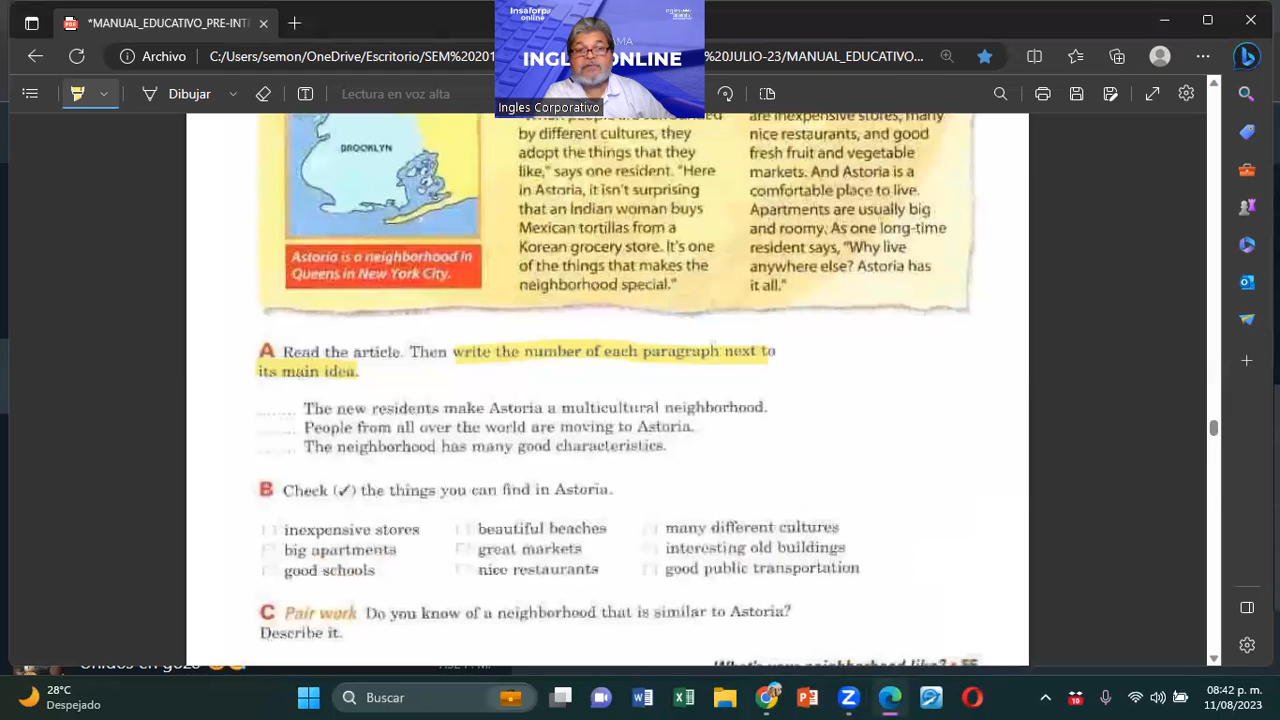 *MANUAL_EDUCATIVO_PRE-INT
Insaforp
online
INGLES ONLINE
Ingles Corporativo
Archivo
C:/Users/semon/OneDrive/Escritorio/SEM%2001
%20JULIO-23/MANUAL_EDUCATIVO...
Dibujar
Lectura en voz alta
BROOKLYN
Astoria is a neighborhood in
Queens in New York City.
by different cultures, they
adopt the things that they
like," says one resident. "Here
in Astoria, it isn't surprising
that an Indian woman buys
Mexican tortillas from a
Korean grocery store. It's one
of the things that makes the
neighborhood special."
are inexpensive stores, many
nice restaurants, and good
fresh fruit and vegetable
markets. And Astoria is a
comfortable place to live.
Apartments are usually big
and roomy. As one long-time
resident says, "Why live
anywhere else? Astoria has
it all."
A Read the article. Then write the number of each paragraph next to
its main idea.
........ The new residents make Astoria a multicultural neighborhood.
........ People from all over the world are moving to Astoria.
........ The neighborhood has many good characteristics.
B Check (✓) the things you can find in Astoria.
inexpensive stores
beautiful beaches
many different cultures
big apartments
great markets
interesting old buildings
good schools
nice restaurants
good public transportation
C Pair work Do you know of a neighborhood that is similar to Astoria?
Describe it.
What's your neighborhood like? • 55
28°C
Despejado
Buscar
08:42 p. m.
11/08/2023